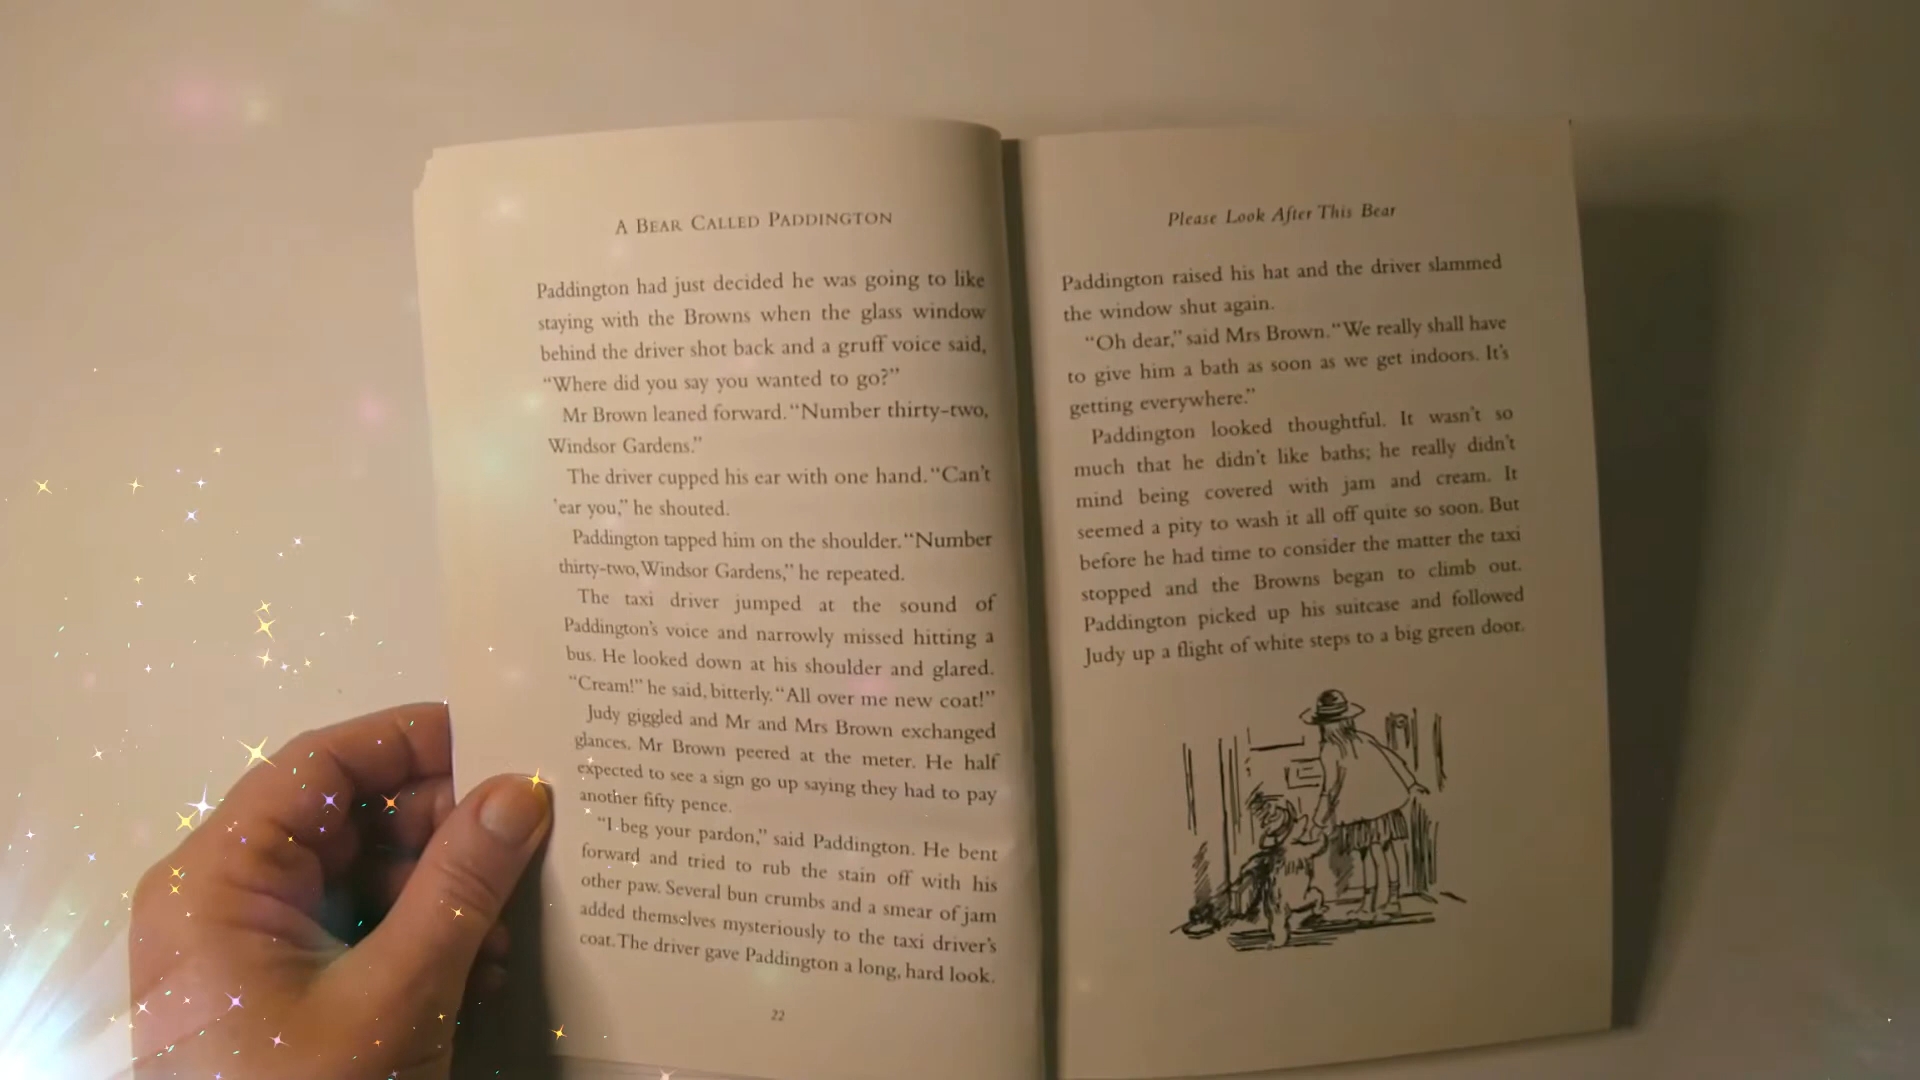 A BEAR CALLED PADDINGTON
Paddington had just decided he was going to like
staying with the Browns when the glass window
behind the driver shot back and a gruff voice said,
“Where did you say you wanted to go?”
Mr Brown leaned forward. “Number thirty-two,
Windsor Gardens.”
The driver cupped his ear with one hand. “Can’t
’ear you,” he shouted.
Paddington tapped him on the shoulder. “Number
thirty-two, Windsor Gardens,” he repeated.
The taxi driver jumped at the sound of
Paddington’s voice and narrowly missed hitting a
bus. He looked down at his shoulder and glared.
“Cream!” he said, bitterly. “All over me new coat!”
Judy giggled and Mr and Mrs Brown exchanged
glances. Mr Brown peered at the meter. He half
expected to see a sign go up saying they had to pay
another fifty pence.
“I beg your pardon,” said Paddington. He bent
forward and tried to rub the stain off with his
other paw. Several bun crumbs and a smear of jam
added themselves mysteriously to the taxi driver’s
coat. The driver gave Paddington a long, hard look.
22
Please Look After This Bear
Paddington raised his hat and the driver slammed
the window shut again.
“Oh dear,” said Mrs Brown. “We really shall have
to give him a bath as soon as we get indoors. It’s
getting everywhere.”
Paddington looked thoughtful. It wasn’t so
much that he didn’t like baths; he really didn’t
mind being covered with jam and cream. It
seemed a pity to wash it all off quite so soon. But
before he had time to consider the matter the taxi
stopped and the Browns began to climb out.
Paddington picked up his suitcase and followed
Judy up a flight of white steps to a big green door.